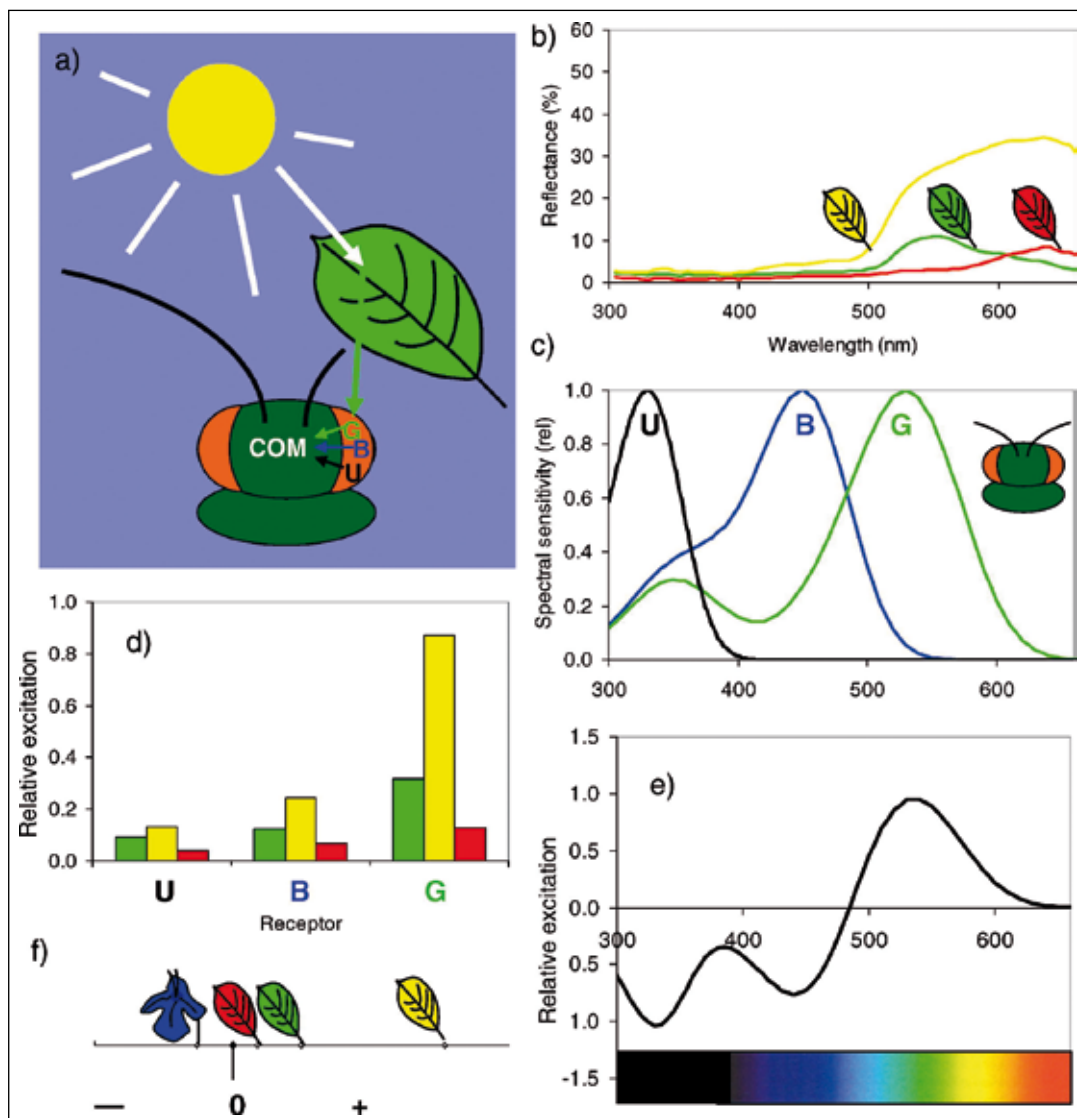 a)
COM
G
B
U
b)
Reflectance (%)
60
50
40
30
20
10
0
300 400 500 600
Wavelength (nm)
c)
Spectral sensitivity (rel)
1.0
0.8
0.6
0.4
0.2
0.0
U B G
300 400 500 600
d)
Relative excitation
1.0
0.8
0.6
0.4
0.2
0.0
U B G
Receptor
e)
Relative excitation
1.5
1.0
0.5
0.0
0.5
1.0
-1.5
300 400 500 600
f)
— 0 +